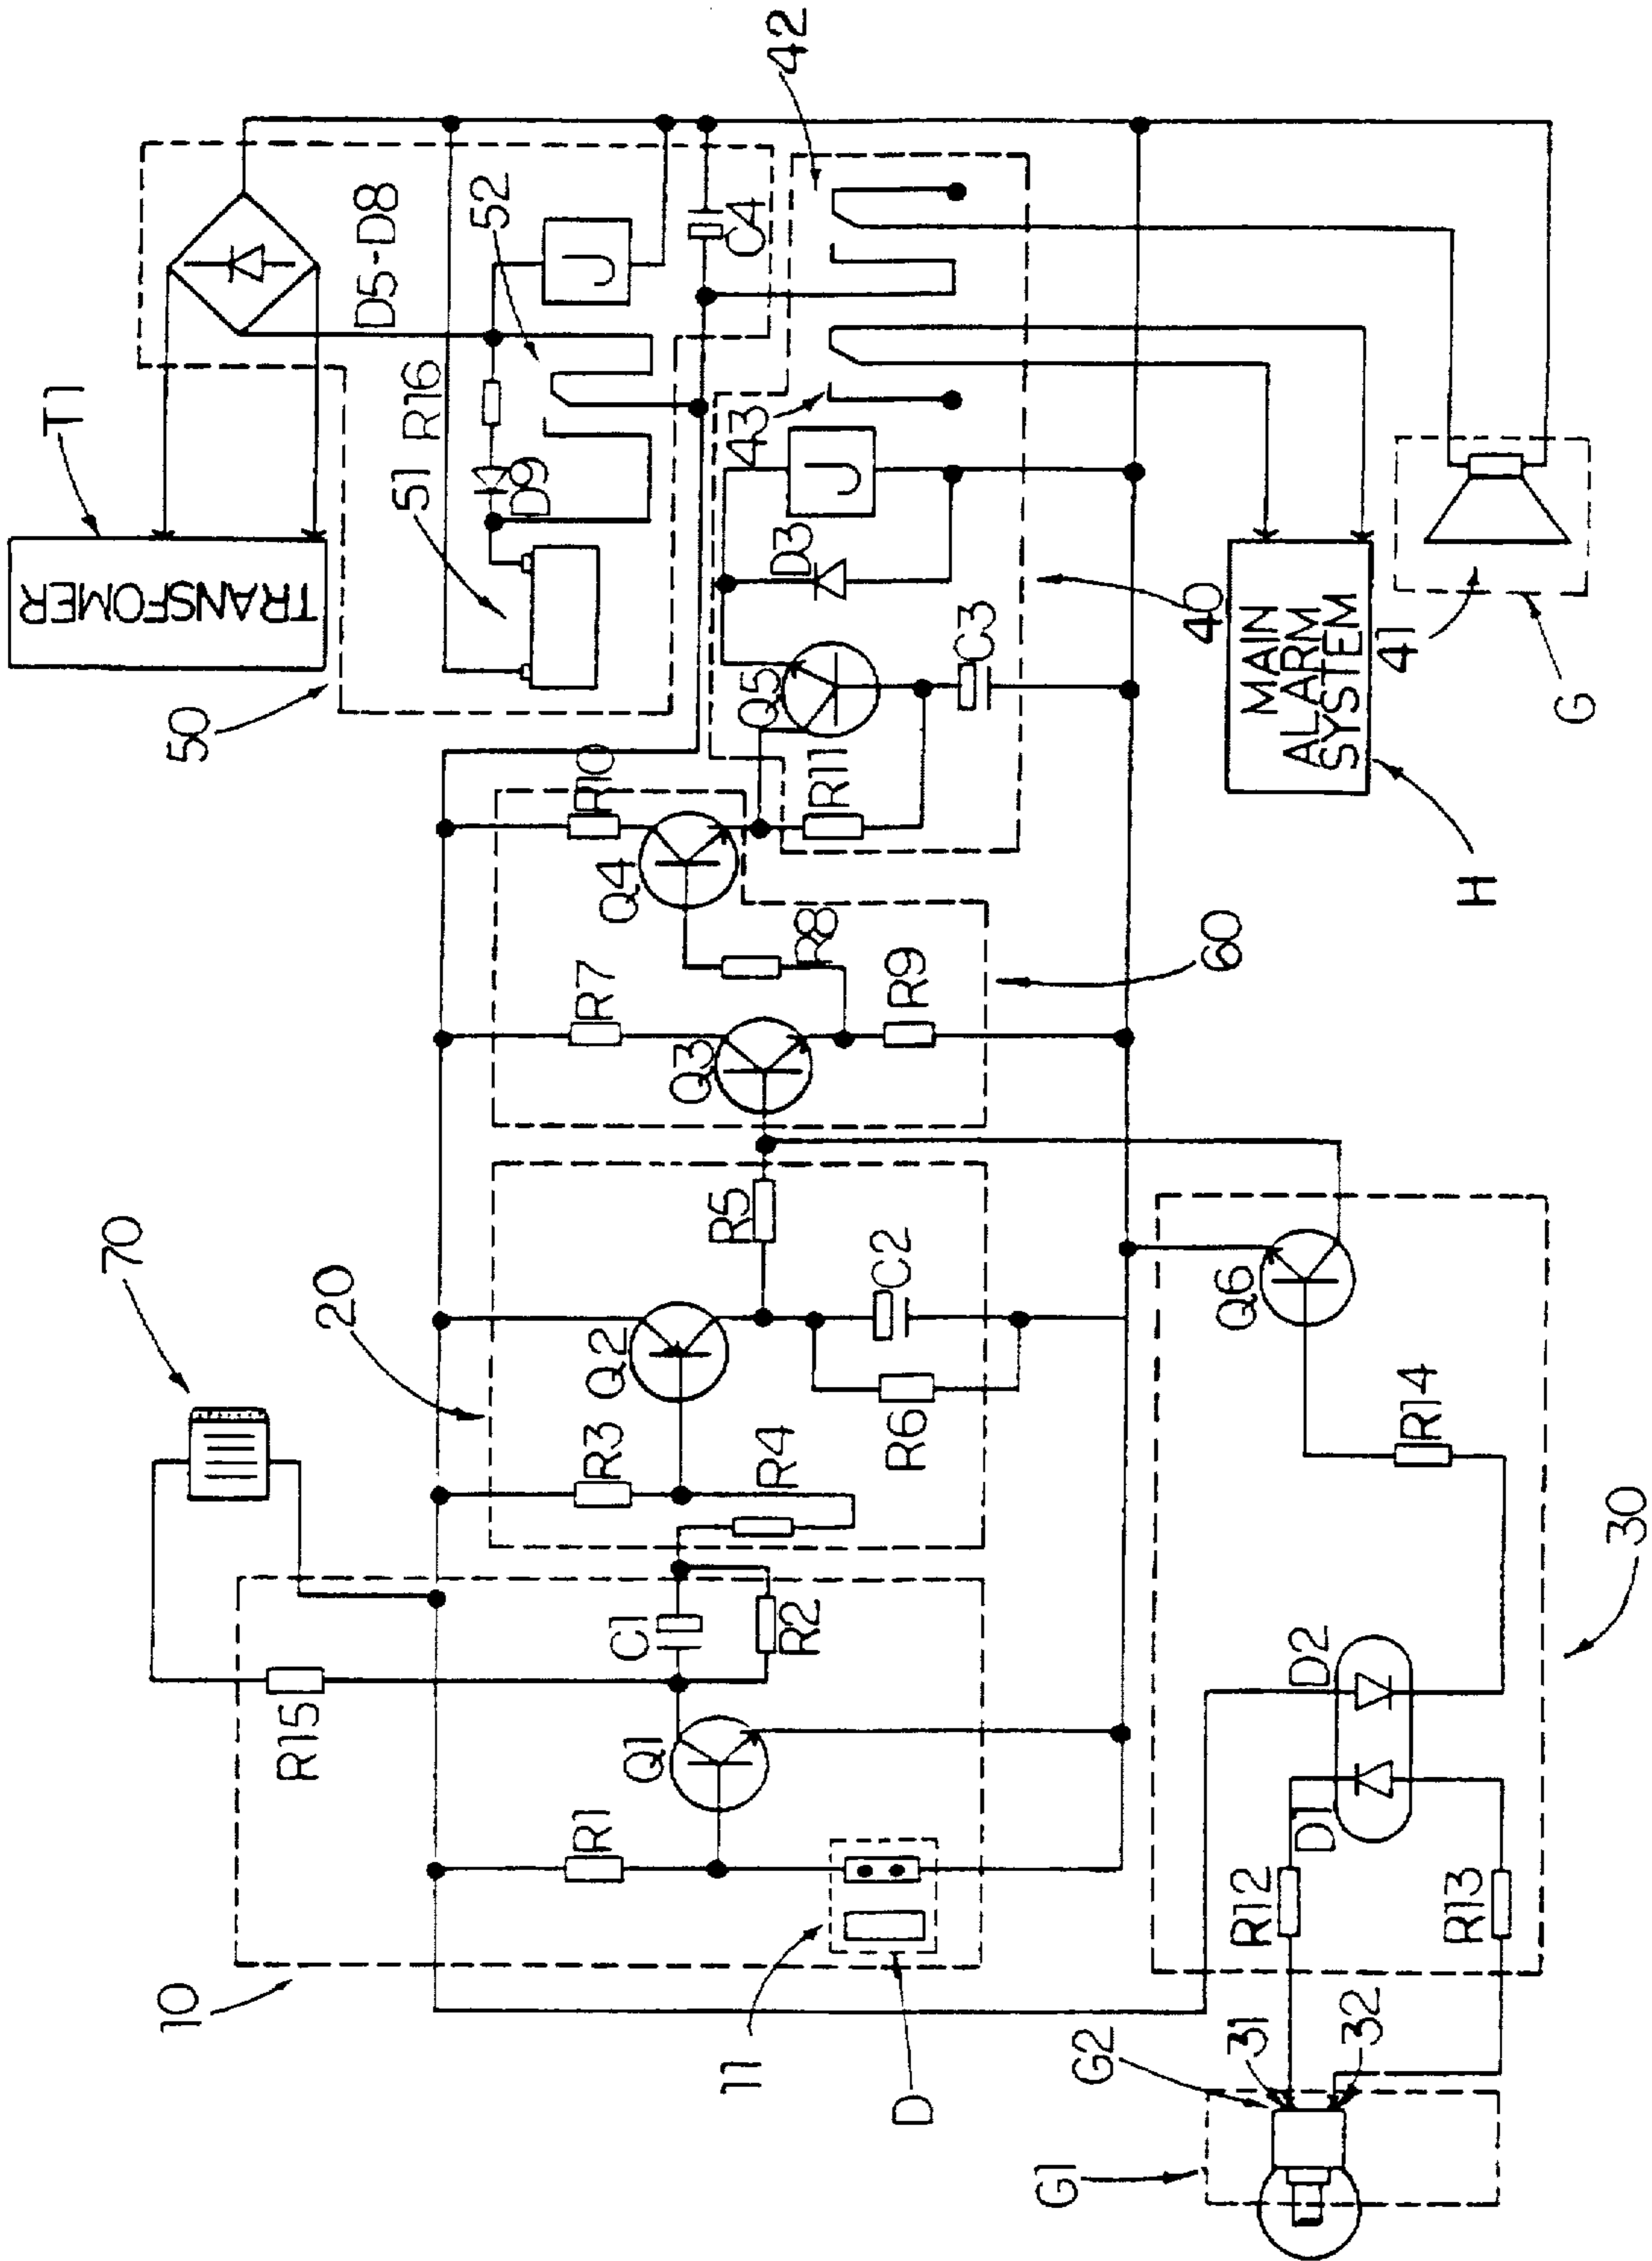 T1
TRANSFOMER
70
10
50
R15
20
D5-D8
51
R16
52
D9
J
R1
R3
R7
R10
Q1
C1
Q2
Q4
Q3
C4
11
R2
R4
R5
R8
Q5
D3
43
42
R11
J
D
R6
C2
R9
C3
G1
G2
31
32
R12
D1
D2
Q6
60
40
MAIN
ALARM
SYSTEM
R13
R14
41
H
G
30